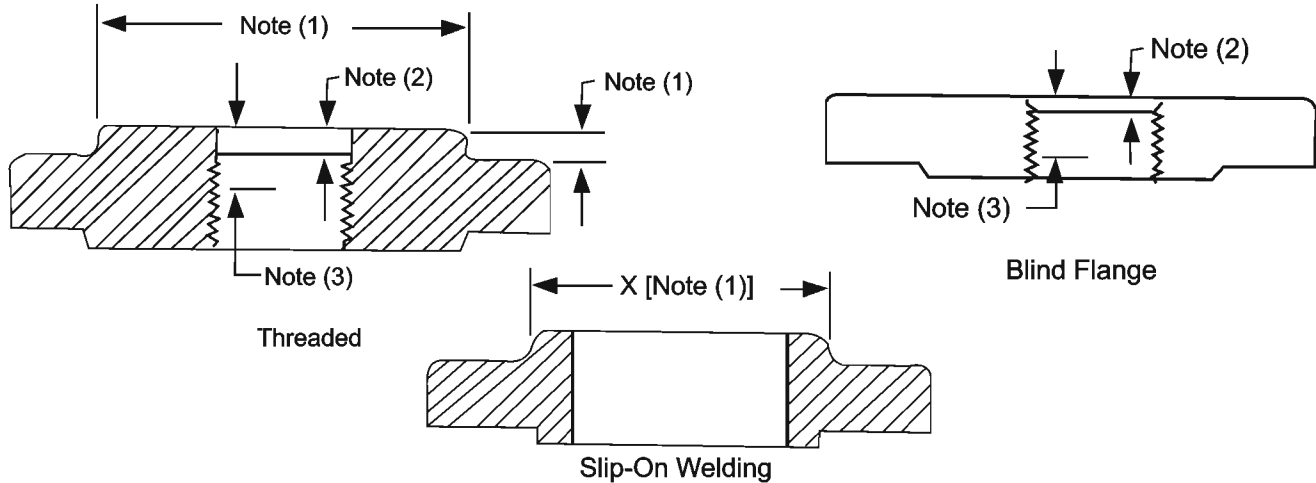 Note (1)
Note (2)
Note (1)
Note (3)
Threaded
Note (2)
Note (3)
Blind Flange
X [Note (1)]
Slip-On Welding